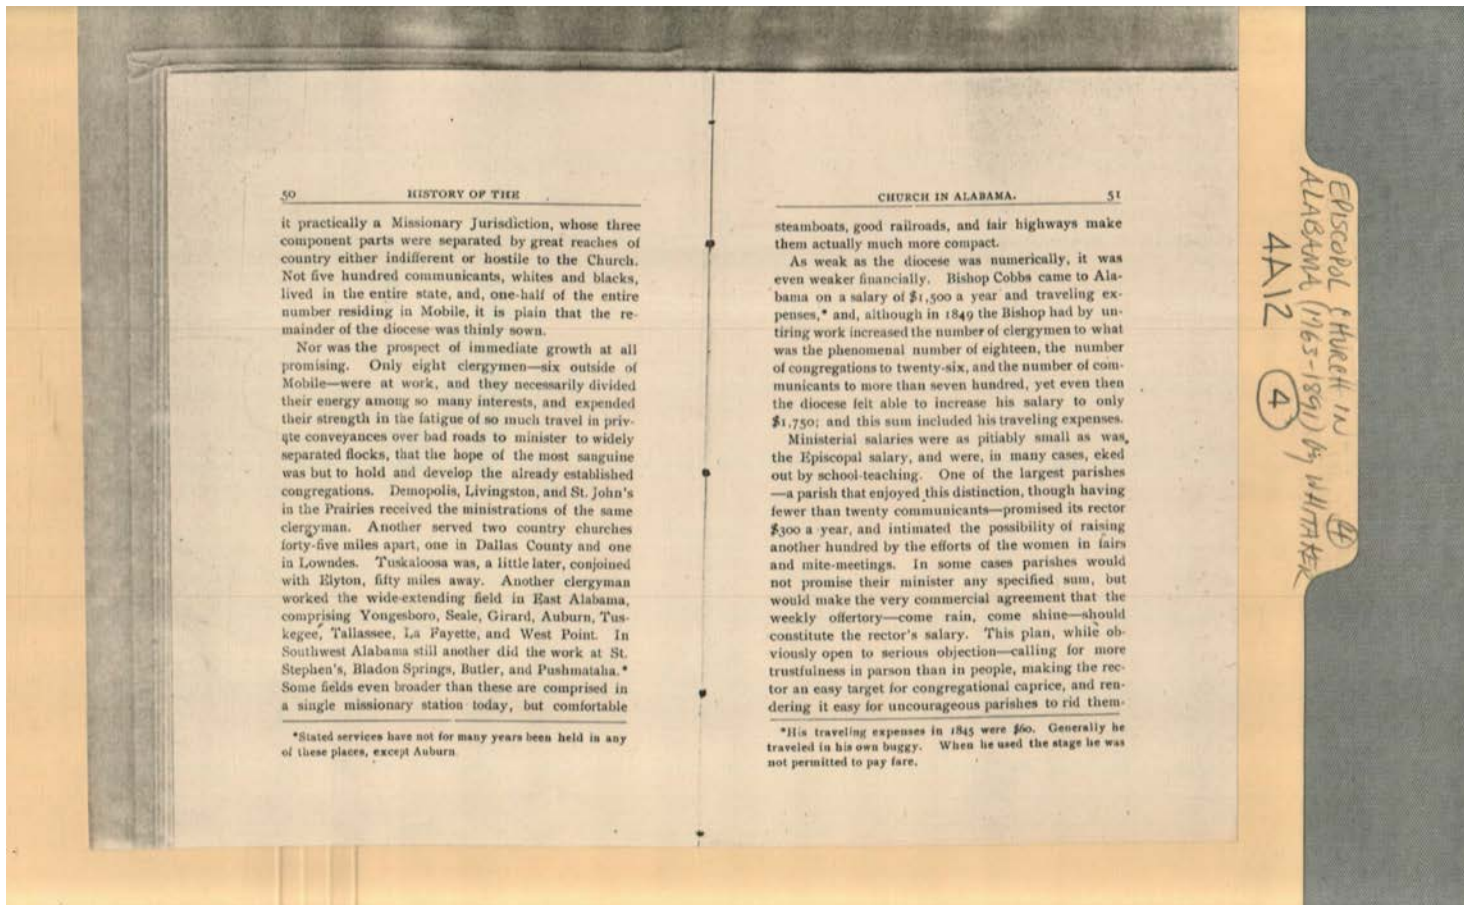 50 HISTORY OF THE
it practically a Missionary Jurisdiction, whose three
component parts were separated by great reaches of
country either indifferent or hostile to the Church.
Not five hundred communicants, whites and blacks,
lived in the entire state, and, one-half of the entire
number residing in Mobile, it is plain that the re-
mainder of the diocese was thinly sown.
Nor was the prospect of immediate growth at all
promising. Only eight clergymen—six outside of
Mobile—were at work, and they necessarily divided
their energy among so many interests, and expended
their strength in the fatigue of so much travel in priv-
ate conveyances over bad roads to minister to widely
separated flocks, that the hope of the most sanguine
was but to hold and develop the already established
congregations. Demopolis, Livingston, and St. John's
in the Prairies received the ministrations of the same
clergyman. Another served two country churches
forty-five miles apart, one in Dallas County and one
in Lowndes. Tuskaloosa was, a little later, conjoined
with Elyton, fifty miles away. Another clergyman
worked the wide-extending field in East Alabama,
comprising Yongesboro, Seale, Girard, Auburn, Tus-
kegee, Tallassee, La Fayette, and West Point. In
Southwest Alabama still another did the work at St.
Stephen's, Bladon Springs, Butler, and Pushmataha.*
Some fields even broader than these are comprised in
a single missionary station today, but comfortable
*Stated services have not for many years been held in any
of these places, except Auburn.
CHURCH IN ALABAMA. 51
steamboats, good railroads, and fair highways make
them actually much more compact.
As weak as the diocese was numerically, it was
even weaker financially. Bishop Cobbs came to Ala-
bama on a salary of $1,500 a year and traveling ex-
penses,* and, although in 1849 the Bishop had by un-
tiring work increased the number of clergymen to what
was the phenomenal number of eighteen, the number
of congregations to twenty-six, and the number of com-
municants to more than seven hundred, yet even then
the diocese felt able to increase his salary to only
$1,750; and this sum included his traveling expenses.
Ministerial salaries were as pitiably small as was
the Episcopal salary, and were, in many cases, eked
out by school-teaching. One of the largest parishes
—a parish that enjoyed this distinction, though having
fewer than twenty communicants—promised its rector
$300 a year, and intimated the possibility of raising
another hundred by the efforts of the women in fairs
and mite-meetings. In some cases parishes would
not promise their minister any specified sum, but
would make the very commercial agreement that the
weekly offertory—come rain, come shine—should
constitute the rector's salary. This plan, while ob-
viously open to serious objection—calling for more
trustfulness in parson than in people, making the rec-
tor an easy target for congregational caprice, and ren-
dering it easy for uncourageous parishes to rid them-
*His traveling expenses in 1845 were $60. Generally he
traveled in his own buggy. When he used the stage he was
not permitted to pay fare.
EPISCOPOL CHURCH IN
ALABAMA (1763-1891) by WHITAKER
4A12 4